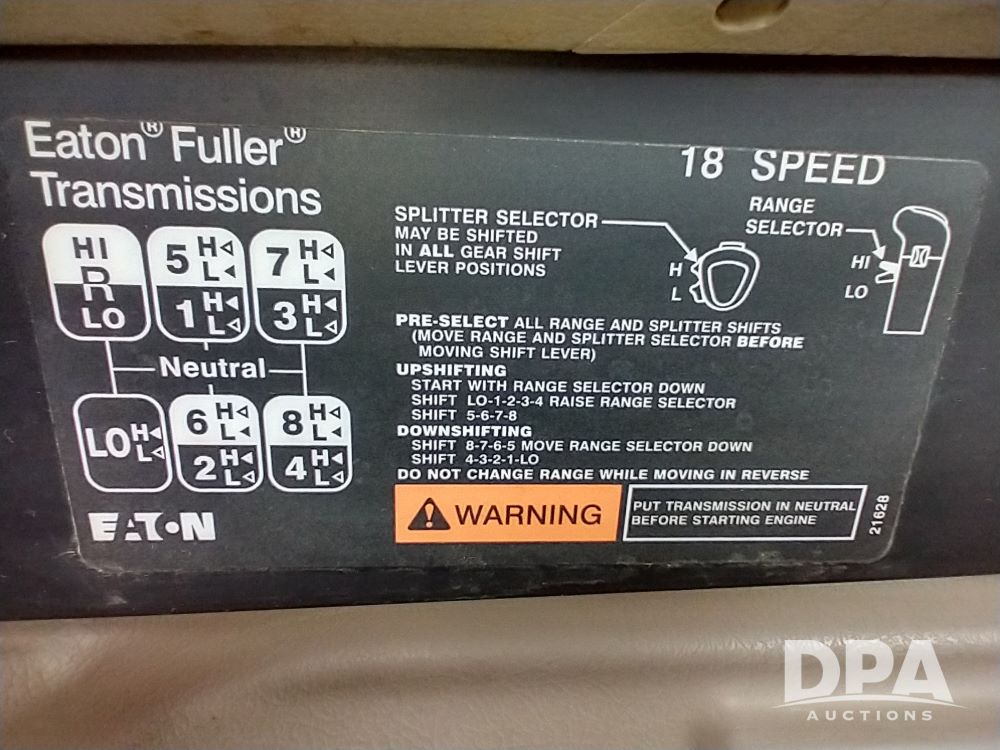 Eaton® Fuller®
Transmissions
18 SPEED
HI
R
LO
5 H L
1 H L
7 H L
3 H L
Neutral
LO H L
6 H L
2 H L
8 H L
4 H L
EATON
SPLITTER SELECTOR
MAY BE SHIFTED
IN ALL GEAR SHIFT
LEVER POSITIONS
H
L
RANGE
SELECTOR
HI
LO
PRE-SELECT ALL RANGE AND SPLITTER SHIFTS
(MOVE RANGE AND SPLITTER SELECTOR BEFORE
MOVING SHIFT LEVER)
UPSHIFTING
START WITH RANGE SELECTOR DOWN
SHIFT LO-1-2-3-4 RAISE RANGE SELECTOR
SHIFT 5-6-7-8
DOWNSHIFTING
SHIFT 8-7-6-5 MOVE RANGE SELECTOR DOWN
SHIFT 4-3-2-1-LO
DO NOT CHANGE RANGE WHILE MOVING IN REVERSE
WARNING
PUT TRANSMISSION IN NEUTRAL
BEFORE STARTING ENGINE
21628
DPA
AUCTIONS